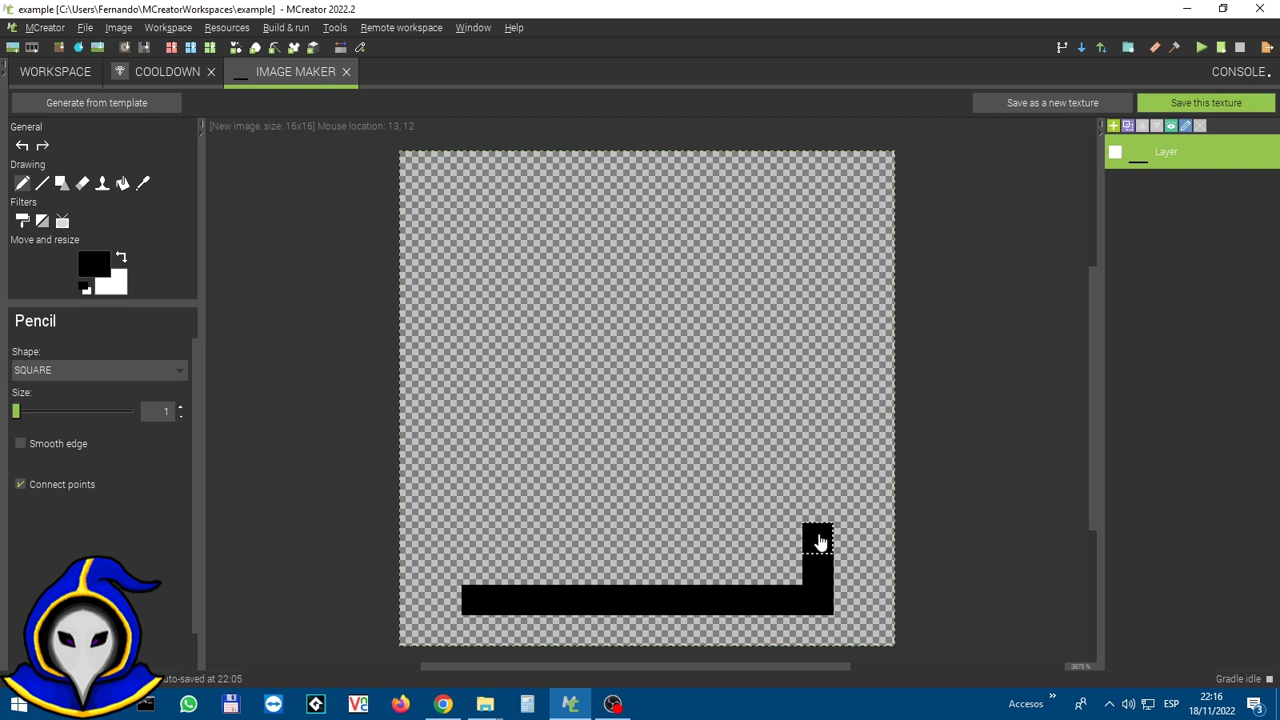 example [C:\Users\Fernando\MCreatorWorkspaces\example] - MCreator 2022.2
MCreator File Image Workspace Resources Build & run Tools Remote workspace Window Help
WORKSPACE COOLDOWN IMAGE MAKER CONSOLE
Generate from template Save as a new texture Save this texture
General [New image, size: 16x16] Mouse location: 13, 12
Layer
Drawing
Filters
Move and resize
Pencil
Shape:
SQUARE
Size:
1
Smooth edge
Connect points
3875%
uto-saved at 22:05 Gradle idle
Accesos ESP 22:16
18/11/2022
3